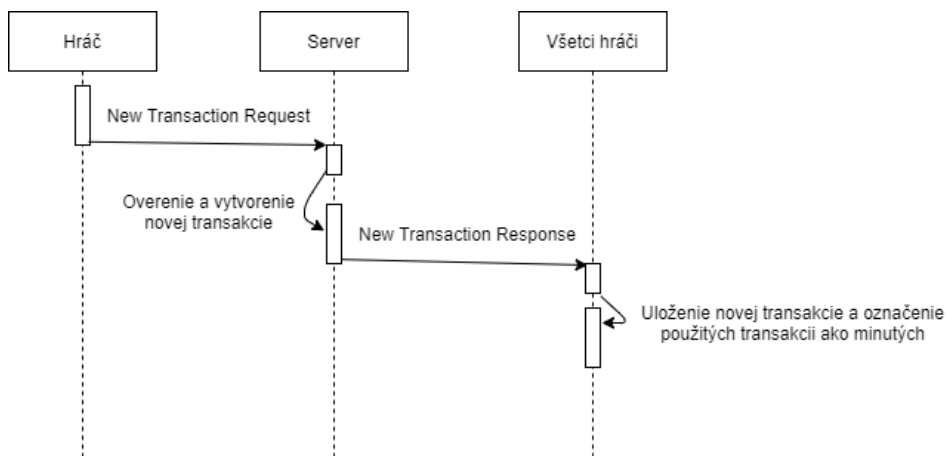 Hráč
Server
Všetci hráči
New Transaction Request
Overenie a vytvorenie
novej transakcie
New Transaction Response
Uloženie novej transakcie a označenie
použitých transakcii ako minutých